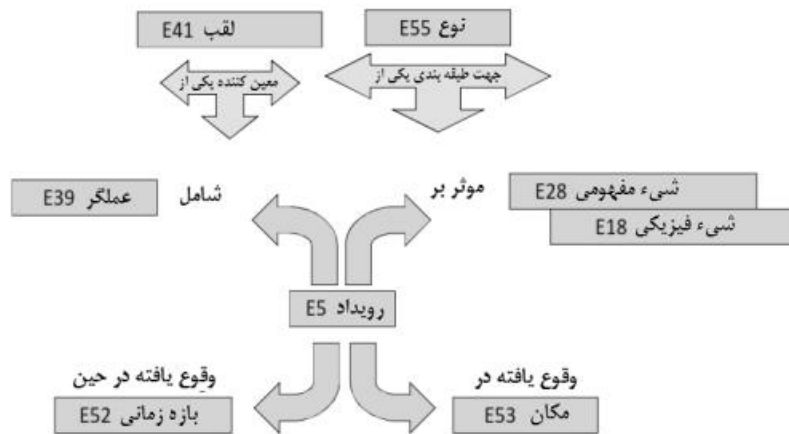 نوع E55
لقب E41
جهت طبقه بندی یکی از
معین کننده یکی از
موثر بر
شیء مفهومی E28
شیء فیزیکی E18
شامل
عملگر E39
رویداد E5
وقوع یافته در
مکان E53
وقوع یافته در حین
بازه زمانی E52